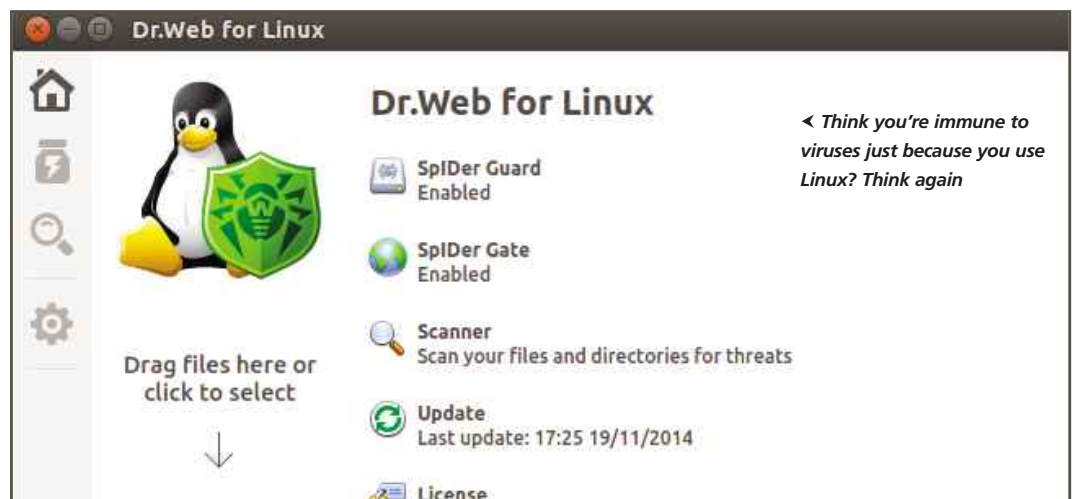 Dr.Web for Linux
Dr.Web for Linux
SpIDer Guard
Enabled
SpIDer Gate
Enabled
Scanner
Scan your files and directories for threats
Update
Last update: 17:25 19/11/2014
License
Drag files here or
click to select
Think you're immune to
viruses just because you use
Linux? Think again